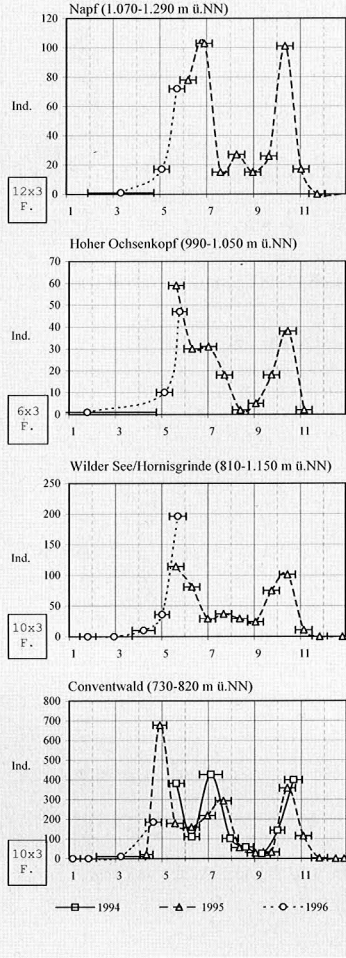 Napf (1.070-1.290 m ü.NN)
120
100
80
Ind.
60
40
20
12x3
F.
0
1 3 5 7 9 11
Hoher Ochsenkopf (990-1.050 m ü.NN)
70
60
50
Ind.
40
30
20
10
6x3
F.
0
1 3 5 7 9 11
Wilder See/Hornisgrinde (810-1.150 m ü.NN)
250
200
Ind.
150
100
50
10x3
F.
0
1 3 5 7 9 11
Conventwald (730-820 m ü.NN)
800
700
600
Ind.
500
400
300
200
100
10x3
F.
0
1 3 5 7 9 11
1994 1995 1996